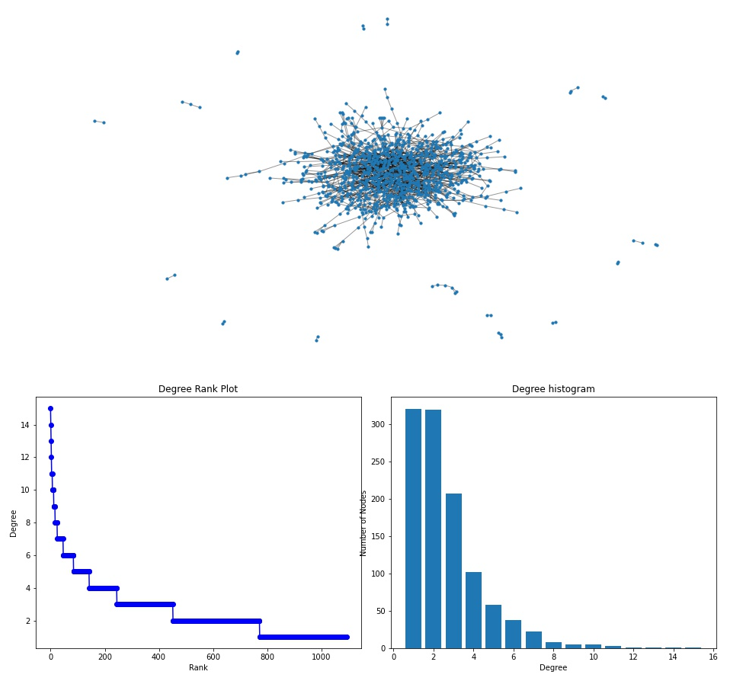 Degree Rank Plot
Degree
14
12
10
8
6
4
2
0 200 400 600 800 1000
Rank
Degree histogram
Number of Nodes
300
250
200
150
100
50
0
0 2 4 6 8 10 12 14 16
Degree